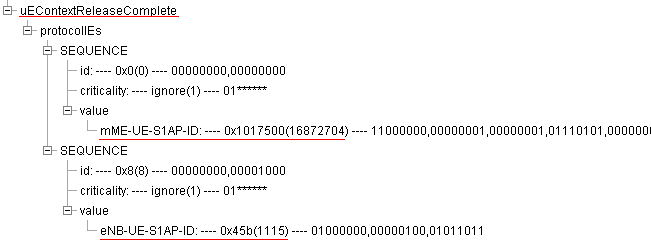 uEContextReleaseComplete
protocolIEs
SEQUENCE
id: ---- 0x0(0) ---- 00000000,00000000
criticality: ---- ignore(1) ---- 01******
value
mME-UE-S1AP-ID: ---- 0x1017500(16872704) ---- 11000000,00000001,00000001,01110101,0000000
SEQUENCE
id: ---- 0x8(8) ---- 00000000,00001000
criticality: ---- ignore(1) ---- 01******
value
eNB-UE-S1AP-ID: ---- 0x45b(1115) ---- 01000000,00000100,01011011